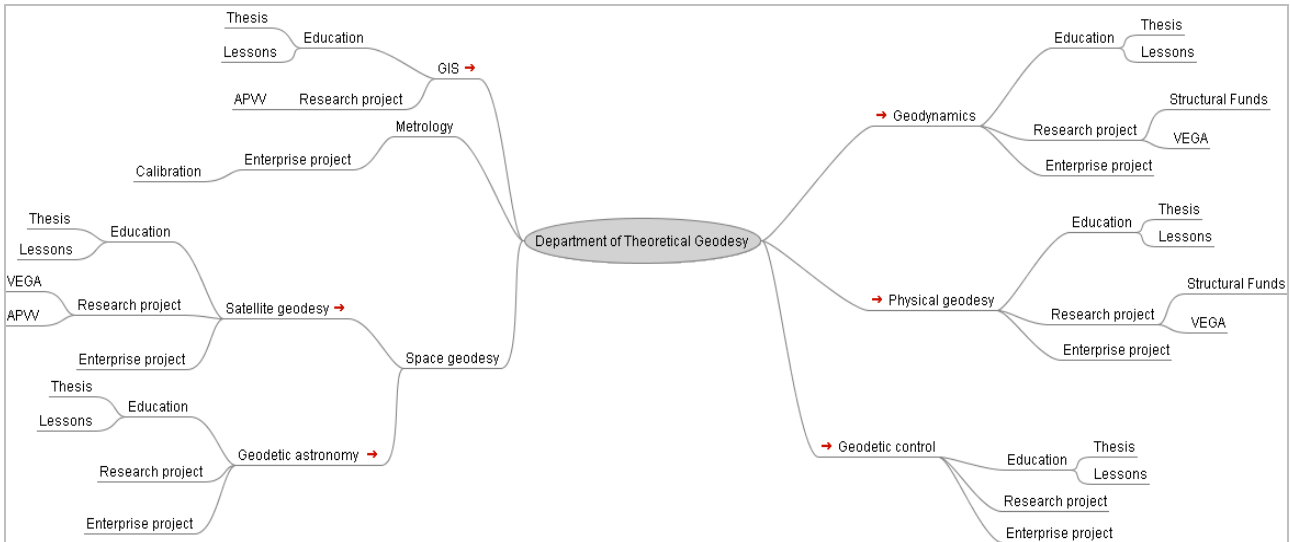 Thesis
Education
Lessons
GIS
APVV
Research project
Metrology
Enterprise project
Calibration
Thesis
Education
Lessons
VEGA
Research project
APVV
Satellite geodesy
Enterprise project
Space geodesy
Thesis
Education
Lessons
Geodetic astronomy
Research project
Enterprise project
Department of Theoretical Geodesy
Thesis
Education
Lessons
Geodynamics
Structural Funds
Research project
VEGA
Enterprise project
Thesis
Education
Lessons
Physical geodesy
Structural Funds
Research project
VEGA
Enterprise project
Geodetic control
Thesis
Education
Lessons
Research project
Enterprise project